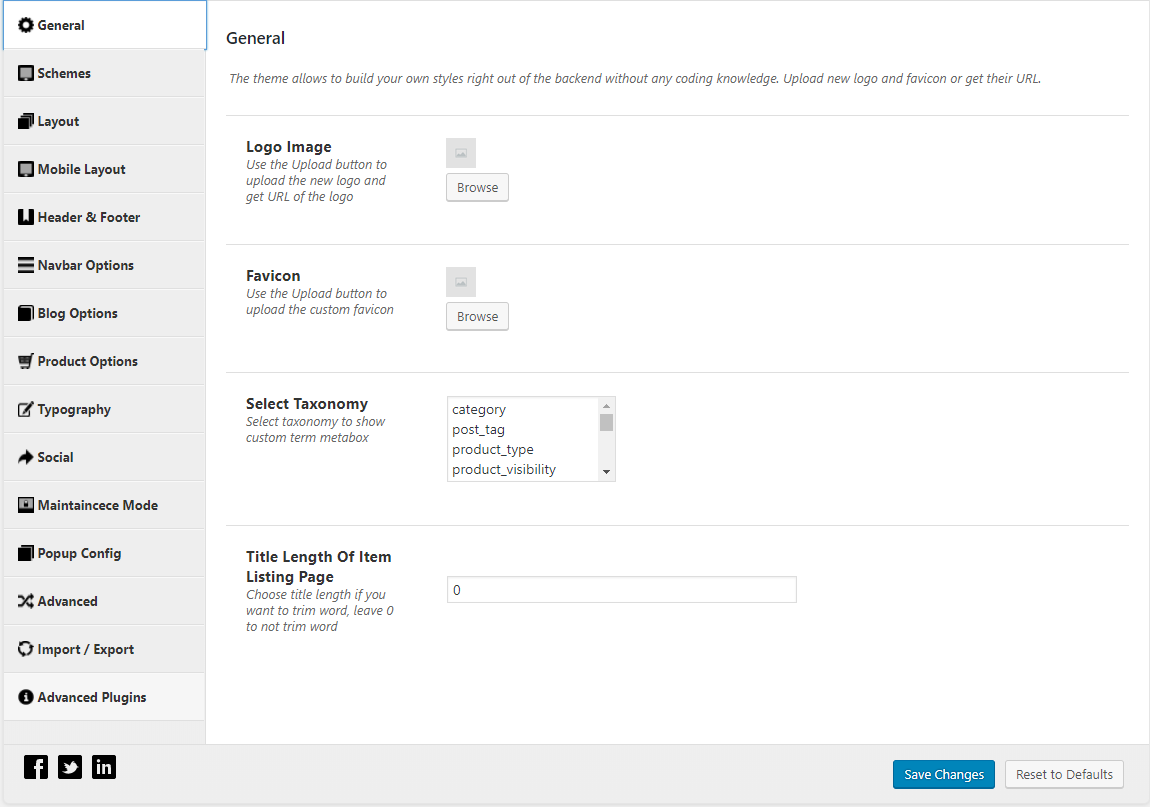 General
Schemes
Layout
Mobile Layout
Header & Footer
Navbar Options
Blog Options
Product Options
Typography
Social
Maintaincece Mode
Popup Config
Advanced
Import / Export
Advanced Plugins
General
The theme allows to build your own styles right out of the backend without any coding knowledge. Upload new logo and favicon or get their URL.
Logo Image
Use the Upload button to
upload the new logo and
get URL of the logo
Browse
Favicon
Use the Upload button to
upload the custom favicon
Browse
Select Taxonomy
Select taxonomy to show
custom term metabox
category
post_tag
product_type
product_visibility
Title Length Of Item
Listing Page
Choose title length if you
want to trim word, leave 0
to not trim word
0
Save Changes
Reset to Defaults